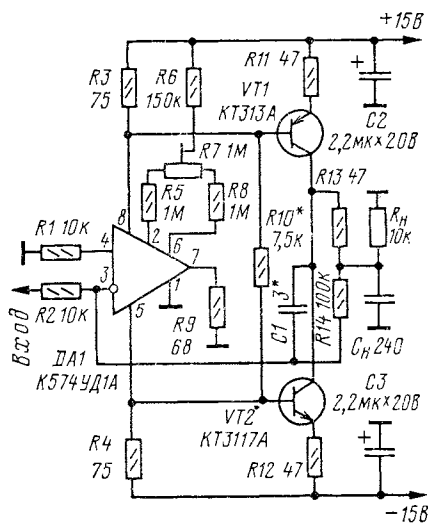 +15В
R3
75
R6
150к
R11 47
VT1
КТ313А
+
C2
2,2мк×20В
R7 1М
R5
1М
R8
1М
R13 47
Rн
10к
R10*
7,5к
R1 10к
8
2
4
6
7
3
1
5
R2 10к
Вход
DA1
К574УД1А
R9
68
3*
C1
R14 100к
Cн 240
C3
2,2мк×20В
VT2*
КТ3117А
+
R4
75
R12 47
−15В